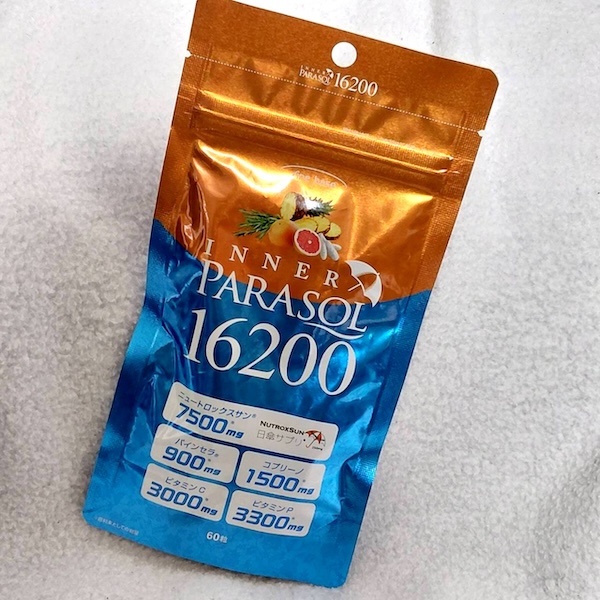 INNER
PARASOL 16200
INNER
PARASOL
16200
ニュートロックスサン®
7500mg
NUTROXSUN
日傘サプリ
パインセラ®
900mg
コプリーノ
1500mg
ビタミンC
3000mg
ビタミンP
3300mg
60粒